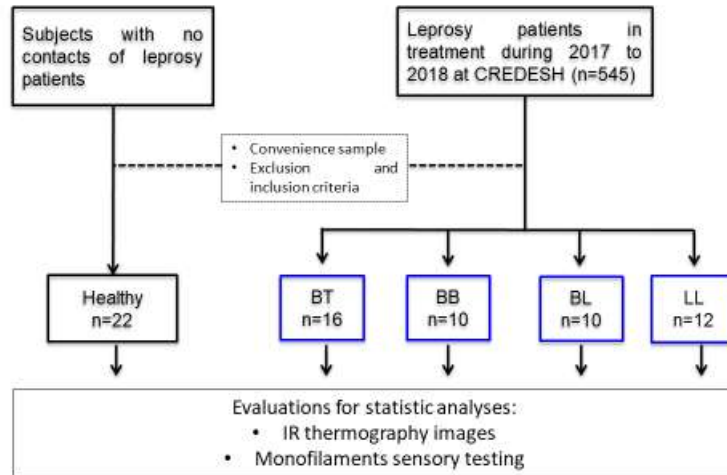 Subjects with no
contacts of leprosy
patients
Leprosy patients in
treatment during 2017 to
2018 at CREDESH (n=545)
• Convenience sample
• Exclusion and
inclusion criteria
Healthy
n=22
BT
n=16
BB
n=10
BL
n=10
LL
n=12
Evaluations for statistic analyses:
• IR thermography images
• Monofilaments sensory testing